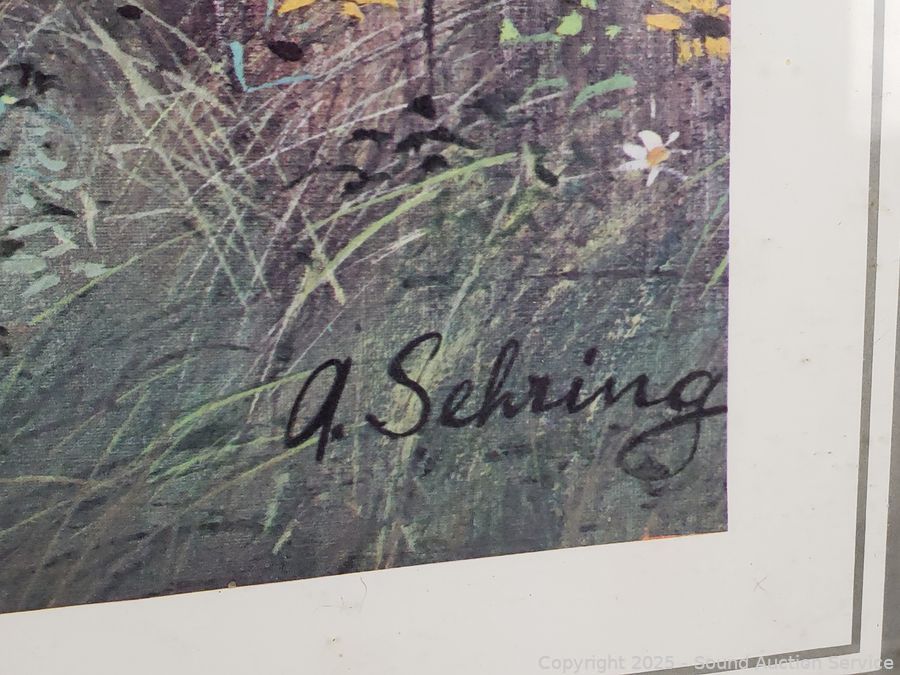 A. Sehring
Copyright 2025 - Sound Auction Service